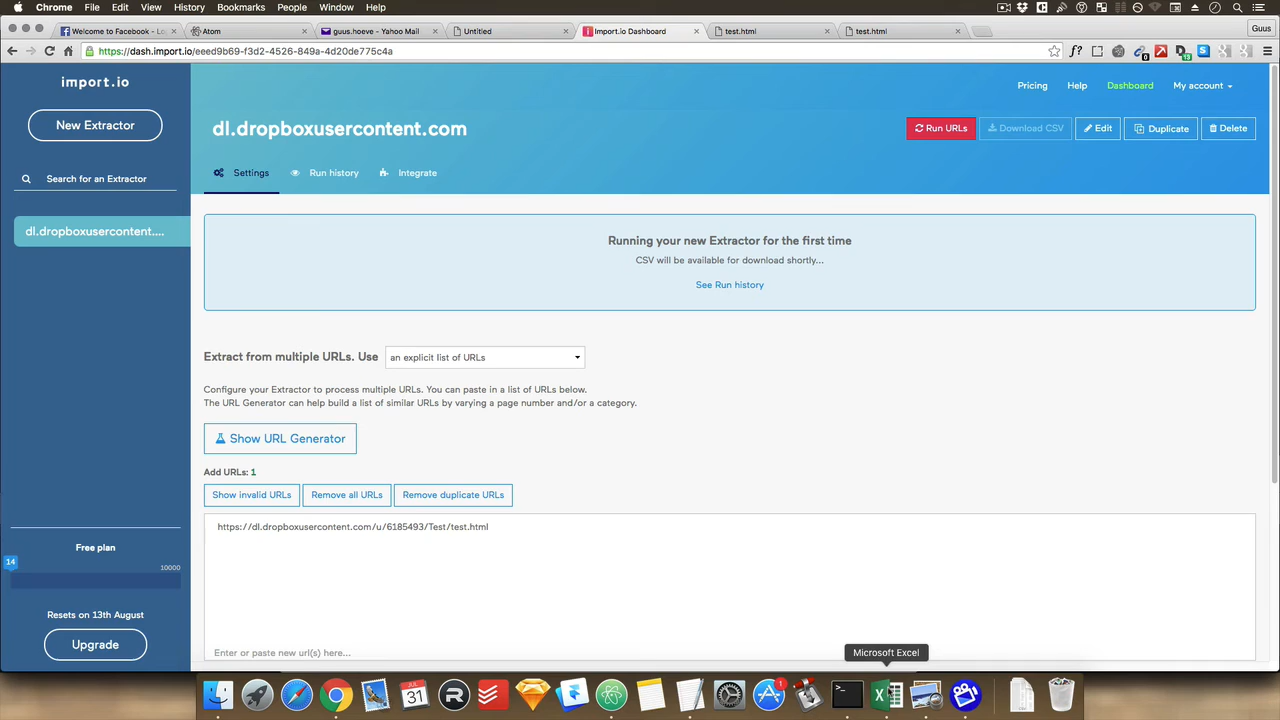 Chrome File Edit View History Bookmarks People Window Help
Welcome to Facebook - Log
Atom
guus.hoeve - Yahoo Mail
Untitled
Import.io Dashboard
test.html
test.html
Guus
https://dash.import.io/eeed9b69-f3d2-4526-849a-4d20de775c4a
import.io
New Extractor
Search for an Extractor
dl.dropboxusercontent....
Free plan
14
10000
Resets on 13th August
Upgrade
Pricing Help Dashboard My account
dl.dropboxusercontent.com
Run URLs Download CSV Edit Duplicate Delete
Settings Run history Integrate
Running your new Extractor for the first time
CSV will be available for download shortly...
See Run history
Extract from multiple URLs. Use an explicit list of URLs
Configure your Extractor to process multiple URLs. You can paste in a list of URLs below.
The URL Generator can help build a list of similar URLs by varying a page number and/or a category.
Show URL Generator
Add URLs: 1
Show invalid URLs Remove all URLs Remove duplicate URLs
https://dl.dropboxusercontent.com/u/6185493/Test/test.html
Enter or paste new url(s) here...
Microsoft Excel